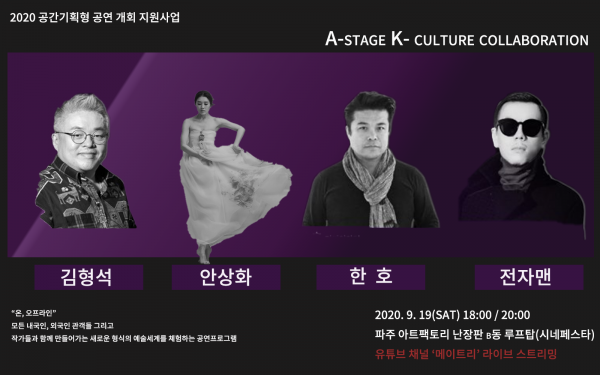 2020 공간기획형 공연 개회 지원사업
A-STAGE K- CULTURE COLLABORATION
김형석
안상화
한 호
전자맨
"온, 오프라인"
모든 내국인, 외국인 관객을 그리고
작가들과 함께 만들어가는 새로운 형식의 예술세계를 체험하는 공연프로그램
2020. 9. 19(SAT) 18:00 / 20:00
파주 아트팩토리 난장판 B동 루프탑(시네페스타)
유튜브 채널 '메이트리' 라이브 스트리밍